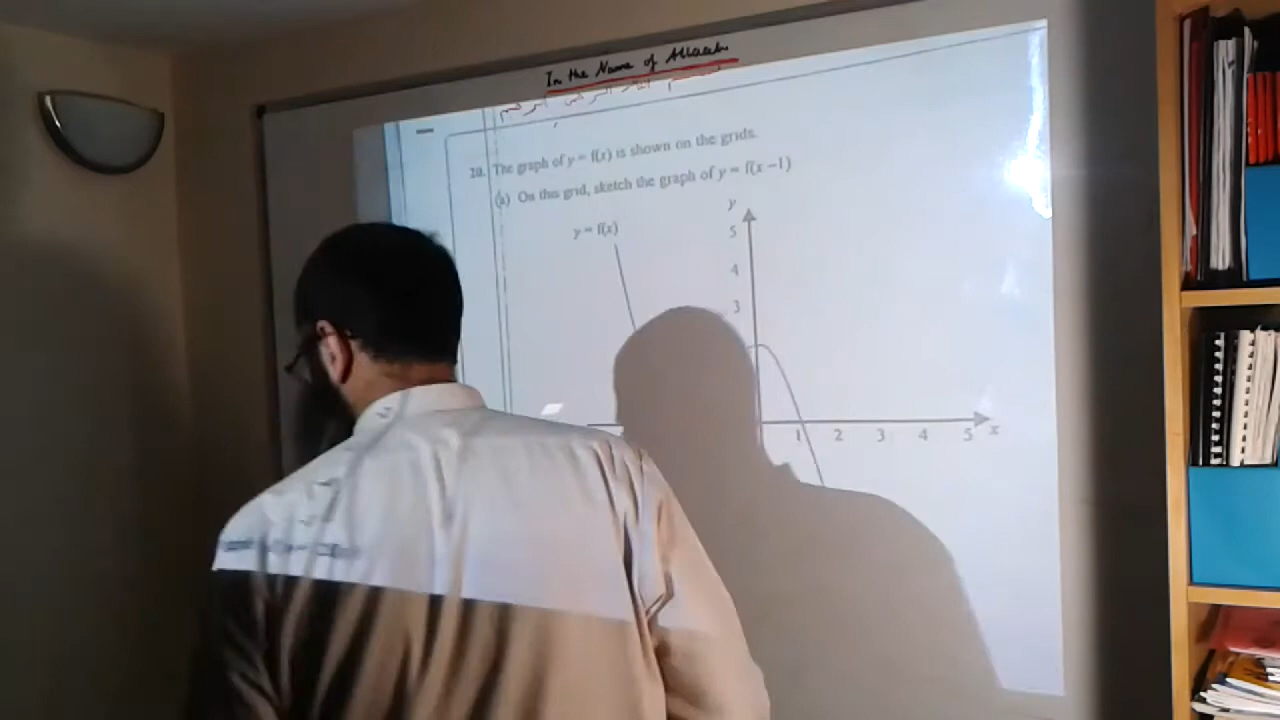 In the Name of Allaah
20. The graph of y = f(x) is shown on the grids.
(a) On this grid, sketch the graph of y = f(x − 1)
y = f(x)
y
5
4
3
1 2 3 4 5 x